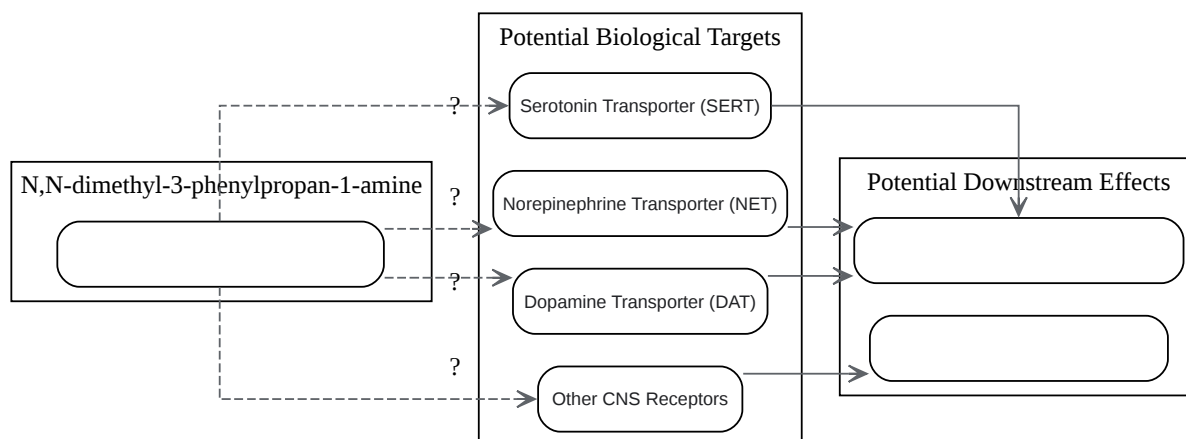 Potential Biological Targets
?
Serotonin Transporter (SERT)
N,N-dimethyl-3-phenylpropan-1-amine
?
Norepinephrine Transporter (NET)
Potential Downstream Effects
?
Dopamine Transporter (DAT)
?
Other CNS Receptors